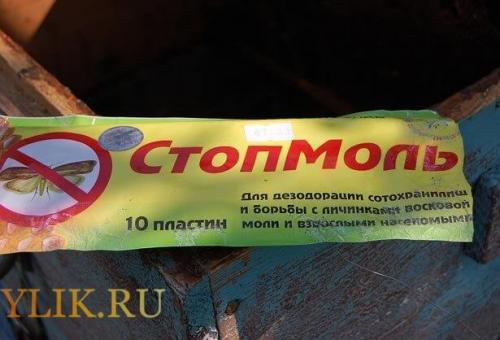 СтопМоль
Для дезодорации сотохранилищ
и борьбы с личинками восковой
10 пластин моли и взрослыми насекомыми
YLIK.RU